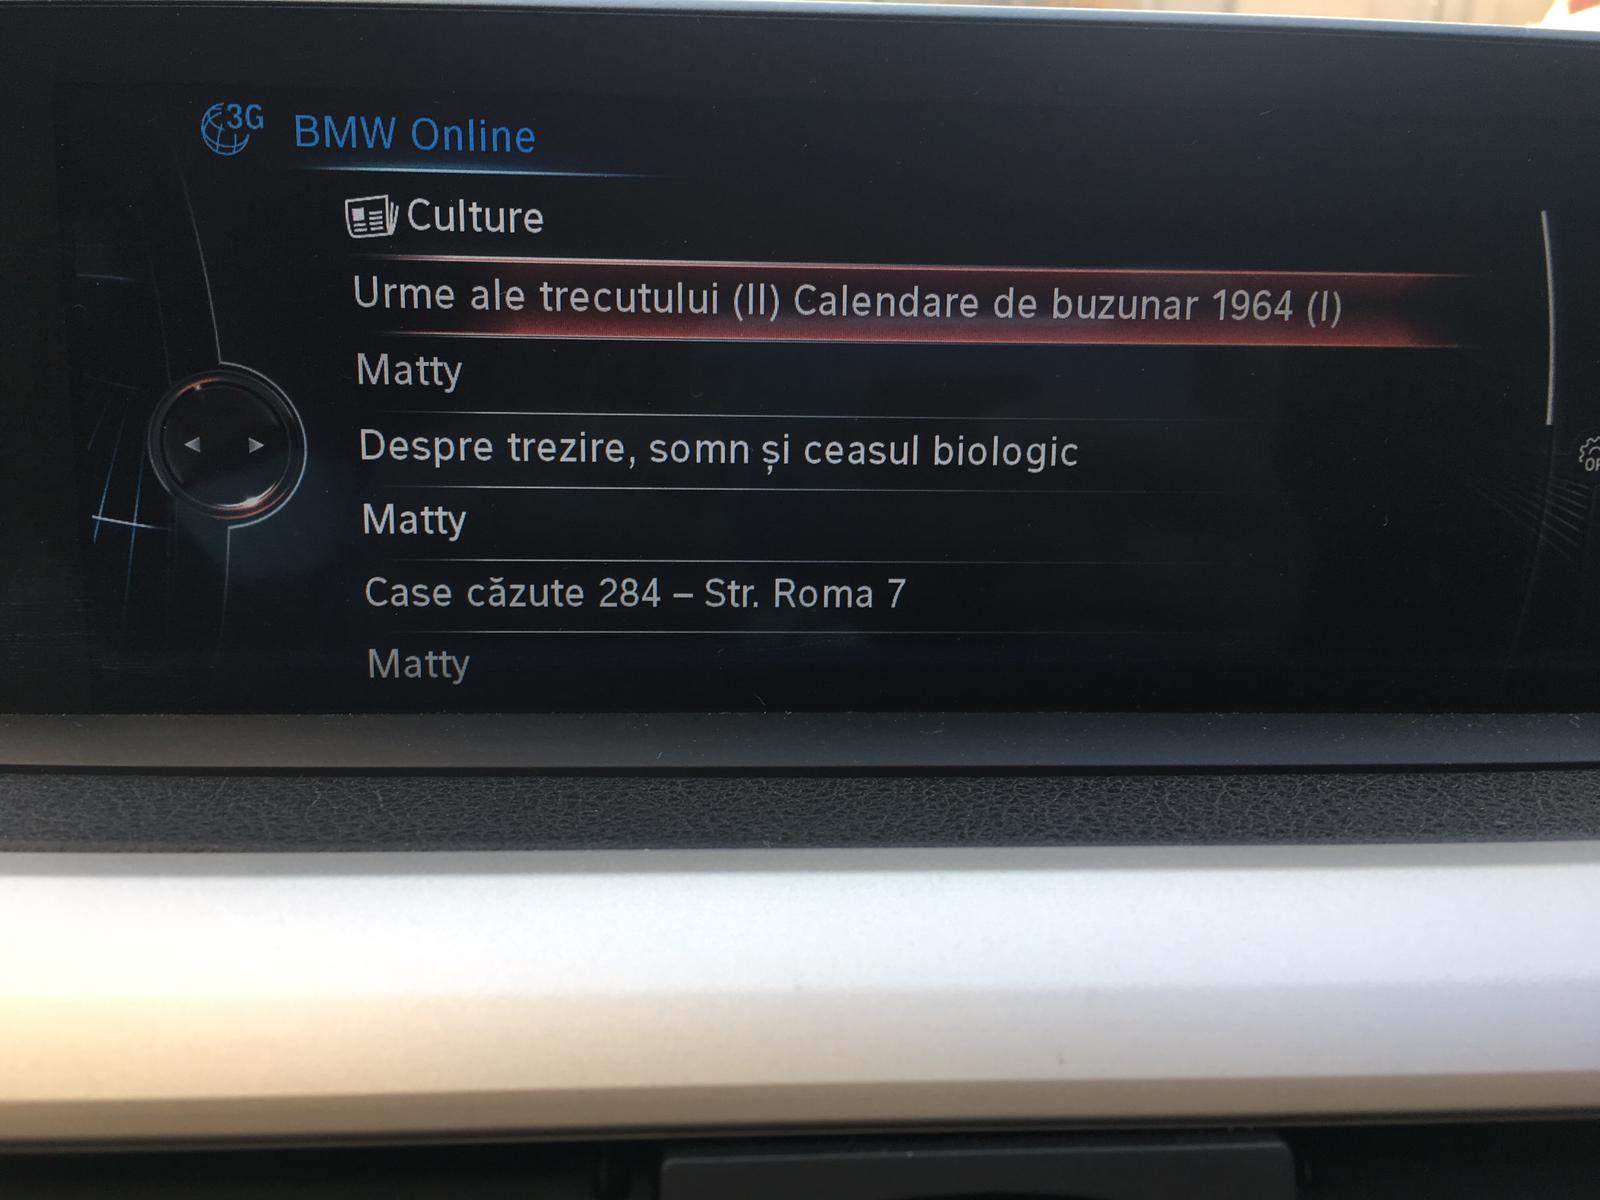 3G
BMW Online
Culture
Urme ale trecutului (II) Calendare de buzunar 1964 (I)
Matty
Despre trezire, somn și ceasul biologic
Matty
Case căzute 284 – Str. Roma 7
Matty